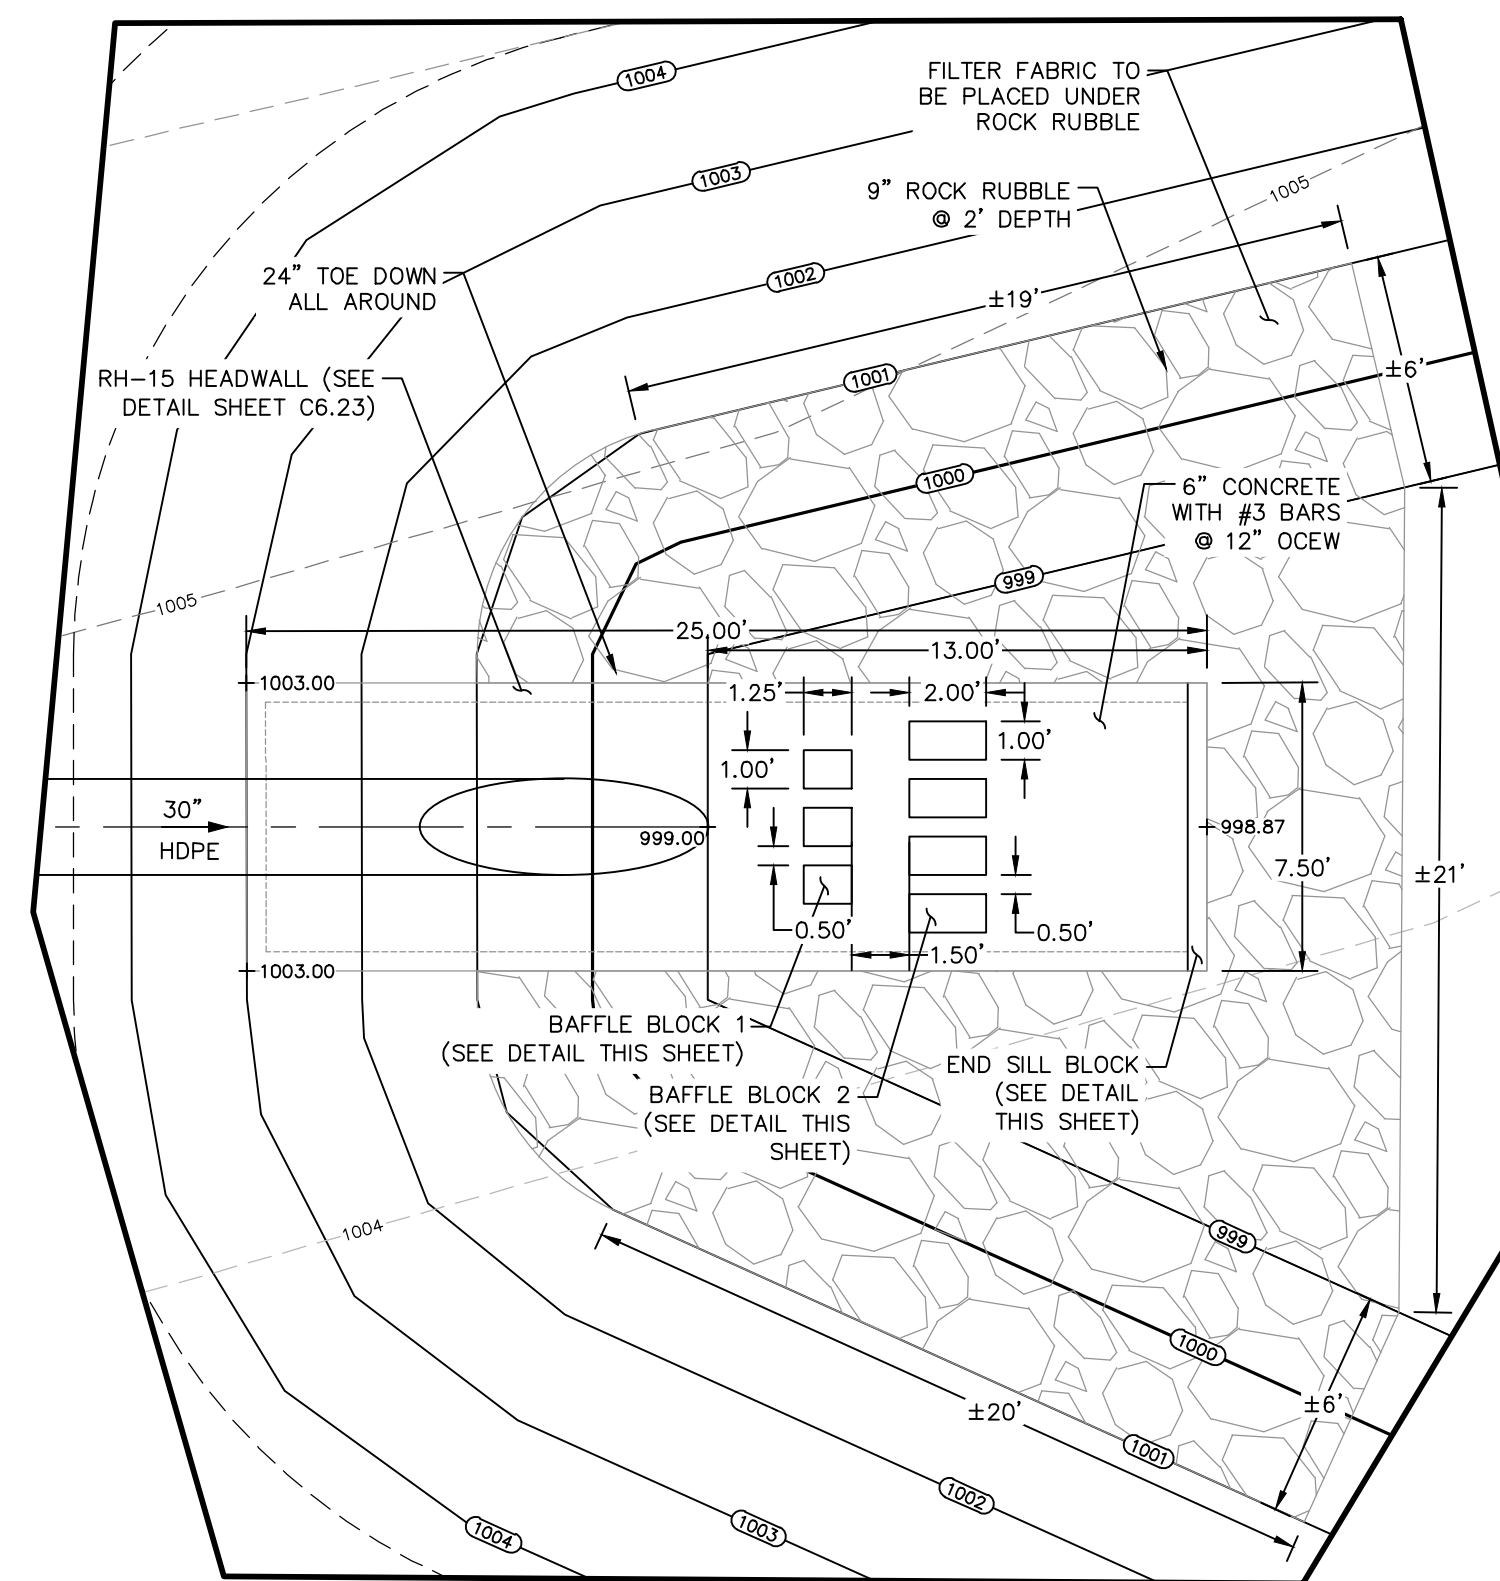 1004
FILTER FABRIC TO
BE PLACED UNDER
ROCK RUBBLE
1003
9" ROCK RUBBLE
@ 2' DEPTH
1005
24" TOE DOWN
ALL AROUND
1002
±19'
RH-15 HEADWALL (SEE
DETAIL SHEET C6.23)
1001
±6'
1000
6" CONCRETE
WITH #3 BARS
@ 12" OCEW
999
1005
25.00'
13.00'
1003.00
1.25'
2.00'
1.00'
1.00'
30"
HDPE
999.00'
998.87
7.50'
±21'
0.50'
0.50'
1.50'
1003.00
BAFFLE BLOCK 1
(SEE DETAIL THIS SHEET)
BAFFLE BLOCK 2
(SEE DETAIL THIS
SHEET)
END SILL BLOCK
(SEE DETAIL
THIS SHEET)
1004
999
1000
±6'
±20'
1001
1002
1003
1004